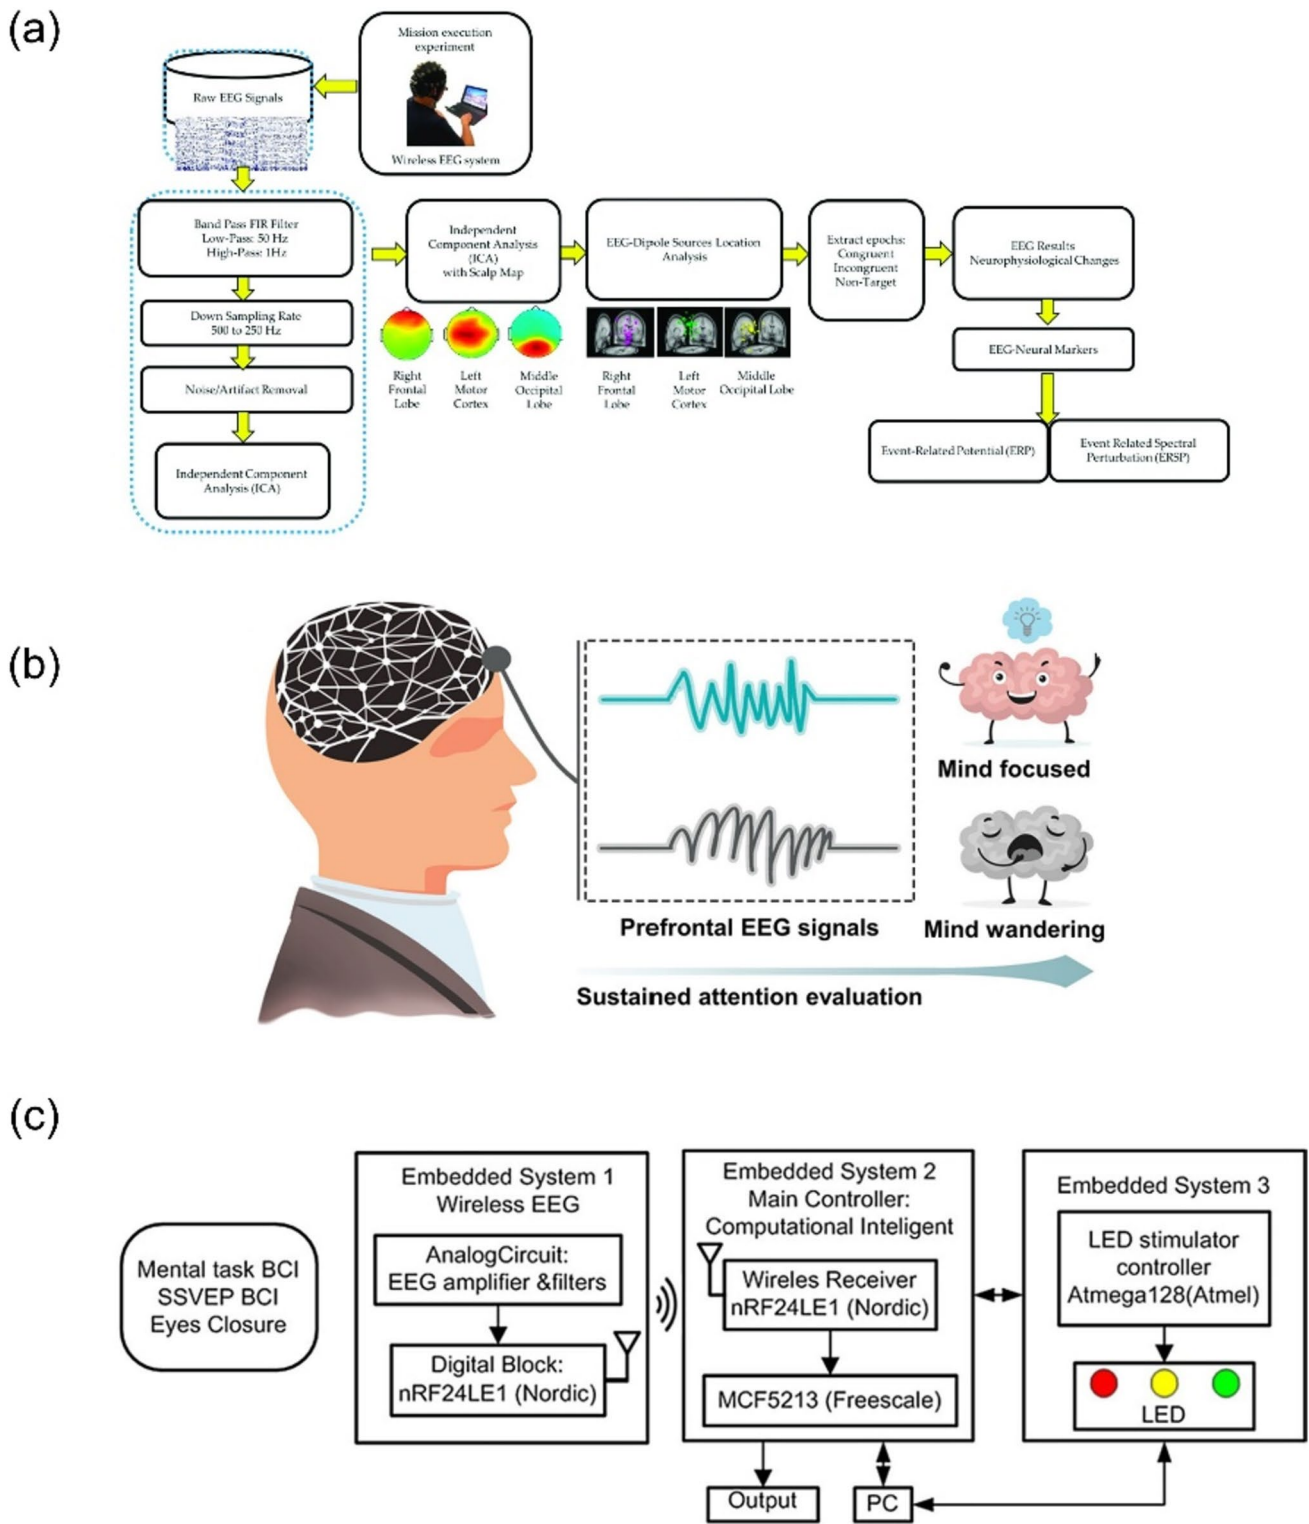 (a)
Mission execution
experiment
Wireless EEG system
Raw EEG Signals
Band Pass FIR Filter
Low-Pass: 50 Hz
High-Pass: 1Hz
Down Sampling Rate
500 to 250 Hz
Noise/Artifact Removal
Independent Component
Analysis (ICA)
Independent
Component Analysis
(ICA)
with Scalp Map
Right
Frontal
Lobe
Left
Motor
Cortex
Middle
Occipital
Lobe
EEG-Dipole Sources Location
Analysis
Right
Frontal
Lobe
Left
Motor
Cortex
Middle
Occipital Lobe
Extract epochs:
Congruent
Incongruent
Non-Target
EEG Results
Neurophysiological Changes
EEG-Neural Markers
Event-Related Potential (ERP)
Event Related Spectral
Perturbation (ERSP)
(b)
Mind focused
Mind wandering
Prefrontal EEG signals
Sustained attention evaluation
(c)
Mental task BCI
SSVEP BCI
Eyes Closure
Embedded System 1
Wireless EEG
AnalogCircuit:
EEG amplifier &filters
Digital Block:
nRF24LE1 (Nordic)
Embedded System 2
Main Controller:
Computational Inteligent
Wireles Receiver
nRF24LE1 (Nordic)
MCF5213 (Freescale)
Output
PC
Embedded System 3
LED stimulator
controller
Atmega128(Atmel)
LED